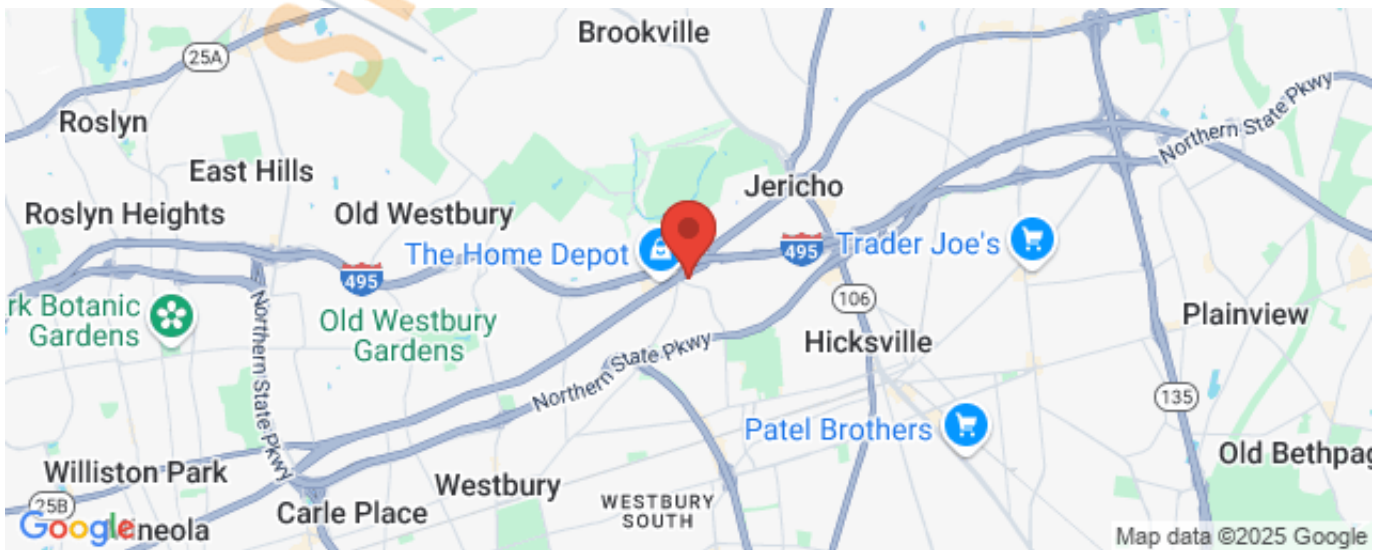 Brookville
25A
Roslyn
Northern State Pkwy
East Hills
Jericho
Roslyn Heights
Old Westbury
The Home Depot
495
Trader Joe's
495
rk Botanic
Gardens
Northern State Pkwy
Old Westbury
Gardens
106
Plainview
Hicksville
Northern State Pkwy
135
Patel Brothers
Old Bethpag
Williston Park
Westbury
25B
Carle Place
WESTBURY
SOUTH
Google
ineola
Map data ©2025 Google